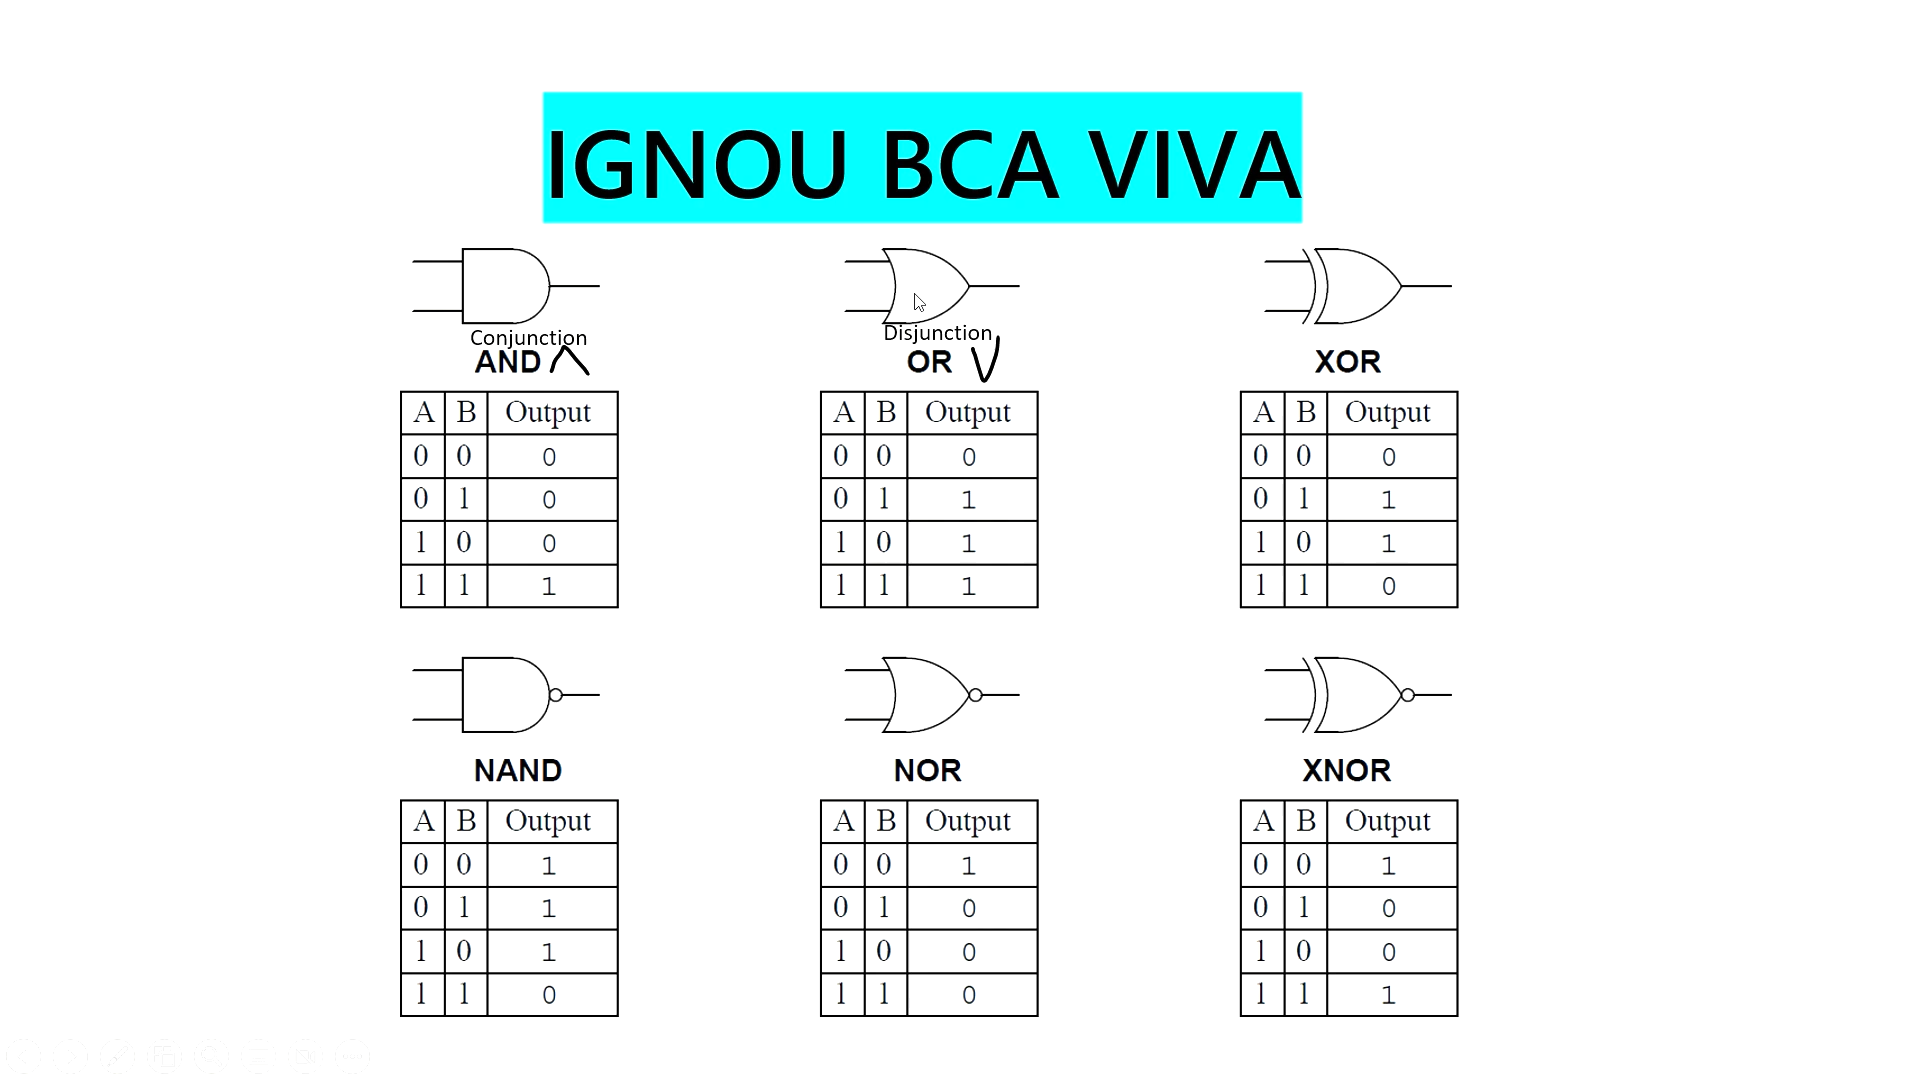 IGNOU BCA VIVA
Conjunction
AND ∧
A B Output
0 0 0
0 1 0
1 0 0
1 1 1
Disjunction
OR ∨
A B Output
0 0 0
0 1 1
1 0 1
1 1 1
XOR
A B Output
0 0 0
0 1 1
1 0 1
1 1 0
NAND
A B Output
0 0 1
0 1 1
1 0 1
1 1 0
NOR
A B Output
0 0 1
0 1 0
1 0 0
1 1 0
XNOR
A B Output
0 0 1
0 1 0
1 0 0
1 1 1